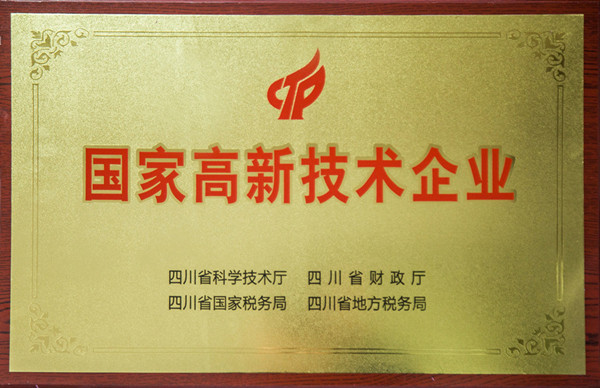 国家高新技术企业
四川省科学技术厅 四川省财政厅
四川省国家税务局 四川省地方税务局